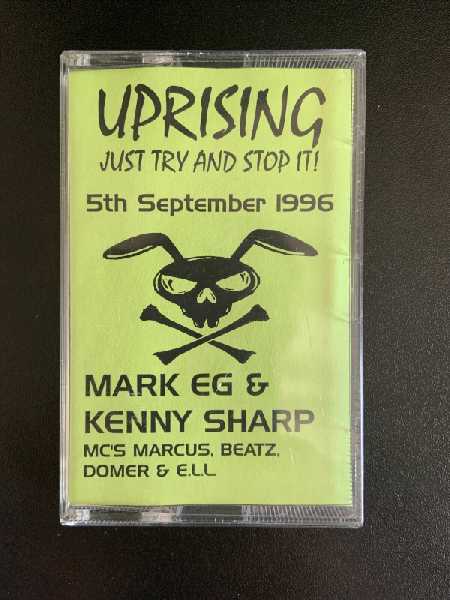 UPRISING
JUST TRY AND STOP IT!
5th September 1996
MARK EG &
KENNY SHARP
MC'S MARCUS, BEATZ,
DOMER & E.L.L.